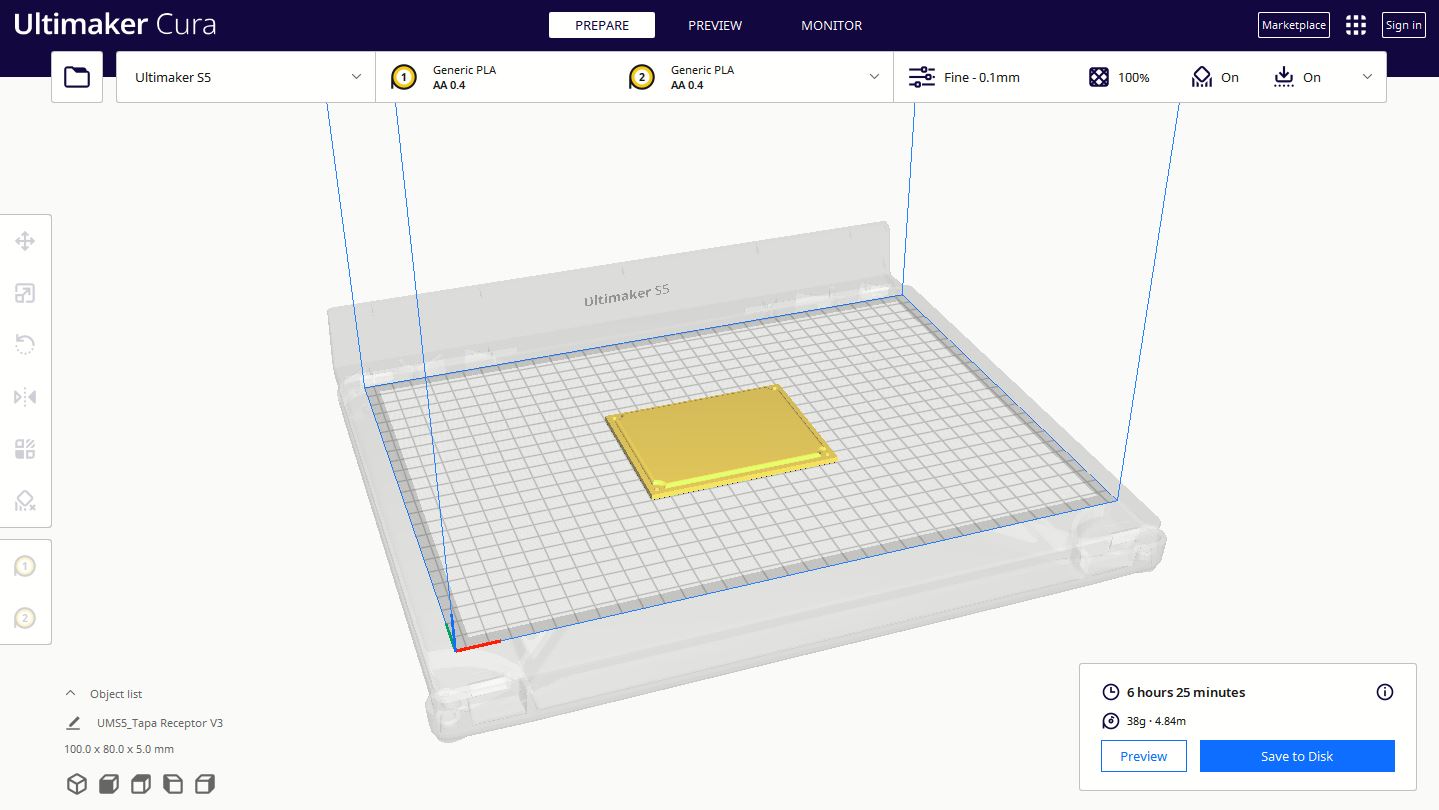 Ultimaker Cura
PREPARE
PREVIEW
MONITOR
Marketplace
Sign in
Ultimaker S5
1
Generic PLA
AA 0.4
2
Generic PLA
AA 0.4
Fine - 0.1mm
100%
On
On
Ultimaker S5
1
2
Object list
UMS5_Tapa Receptor V3
100.0 x 80.0 x 5.0 mm
6 hours 25 minutes
38g · 4.84m
Preview
Save to Disk